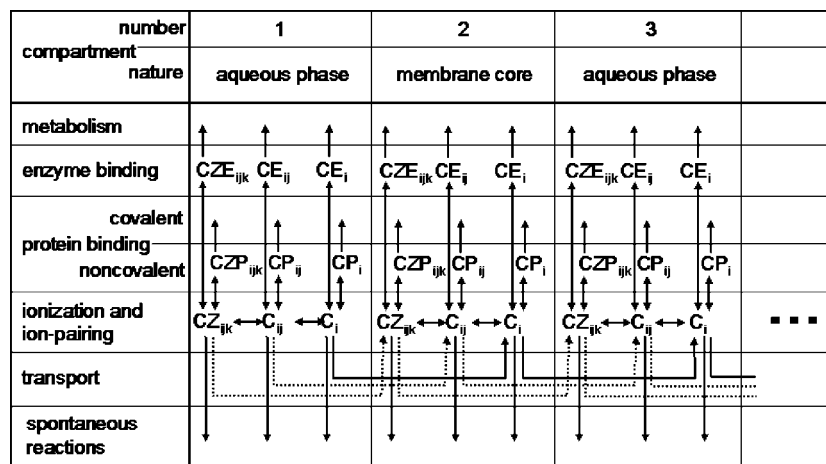 number 1 2 3
compartment
nature aqueous phase membrane core aqueous phase
metabolism
enzyme binding CZE_ijk CE_ij CE_i CZE_ijk CE_ij CE_i CZE_ijk CE_ij CE_i
covalent
protein binding
noncovalent CZP_ijk CP_ij CP_i CZP_ijk CP_ij CP_i CZP_ijk CP_ij CP_i
ionization and
ion-pairing CZ_ijk C_ij C_i CZ_ijk C_ij C_i CZ_ijk C_ij C_i ...
transport
spontaneous
reactions